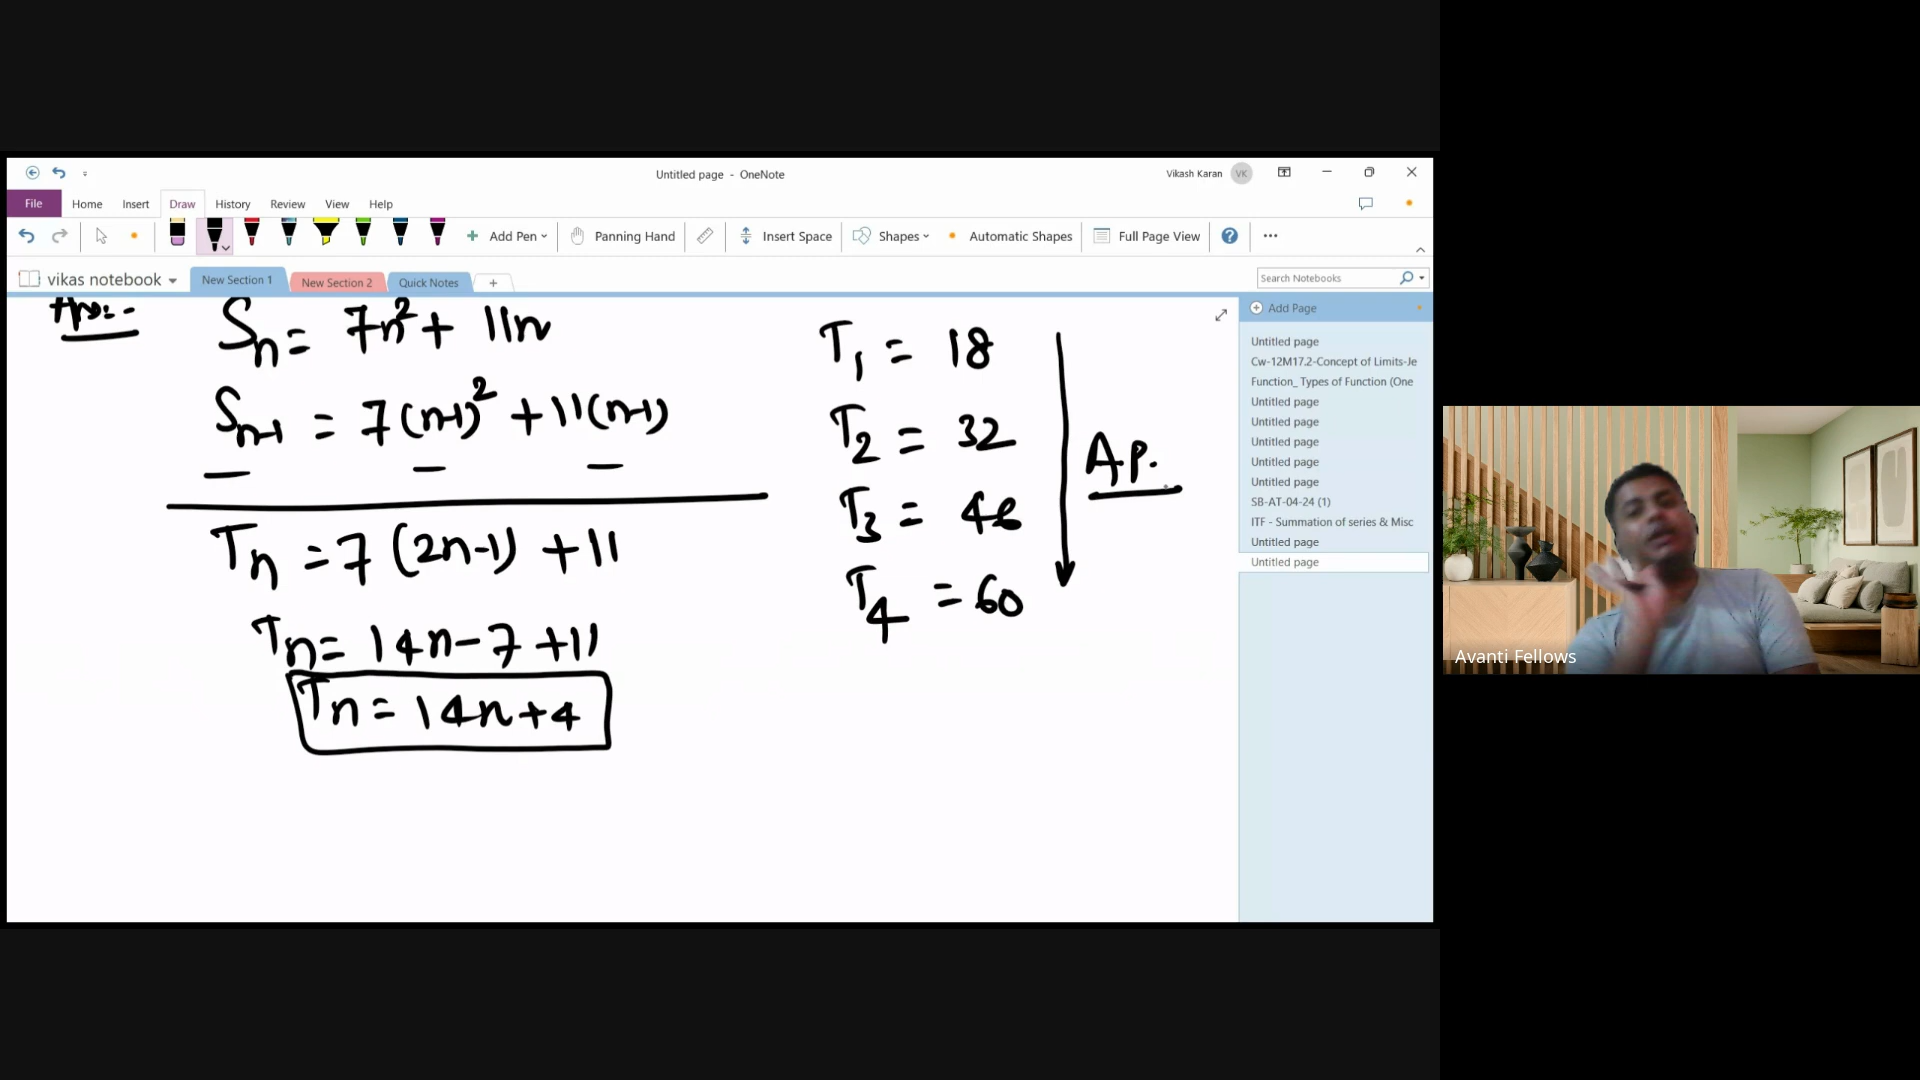 Untitled page - OneNote
Vikash Karan VK
File Home Insert Draw History Review View Help
Add Pen Panning Hand Insert Space Shapes Automatic Shapes Full Page View
vikas notebook New Section 1 New Section 2 Quick Notes Search Notebooks
Sn = 7n² + 11n
Sn-1 = 7(n-1)² + 11(n-1)
Tn = 7(2n-1) + 11
Tn = 14n - 7 + 11
Tn = 14n + 4
T1 = 18
T2 = 32
T3 = 46
T4 = 60
A.p.
Add Page
Untitled page
Cw-12M17.2-Concept of Limits-Je
Function_ Types of Function (One
Untitled page
Untitled page
Untitled page
Untitled page
Untitled page
SB-AT-04-24 (1)
ITF - Summation of series & Misc
Untitled page
Untitled page
Avanti Fellows